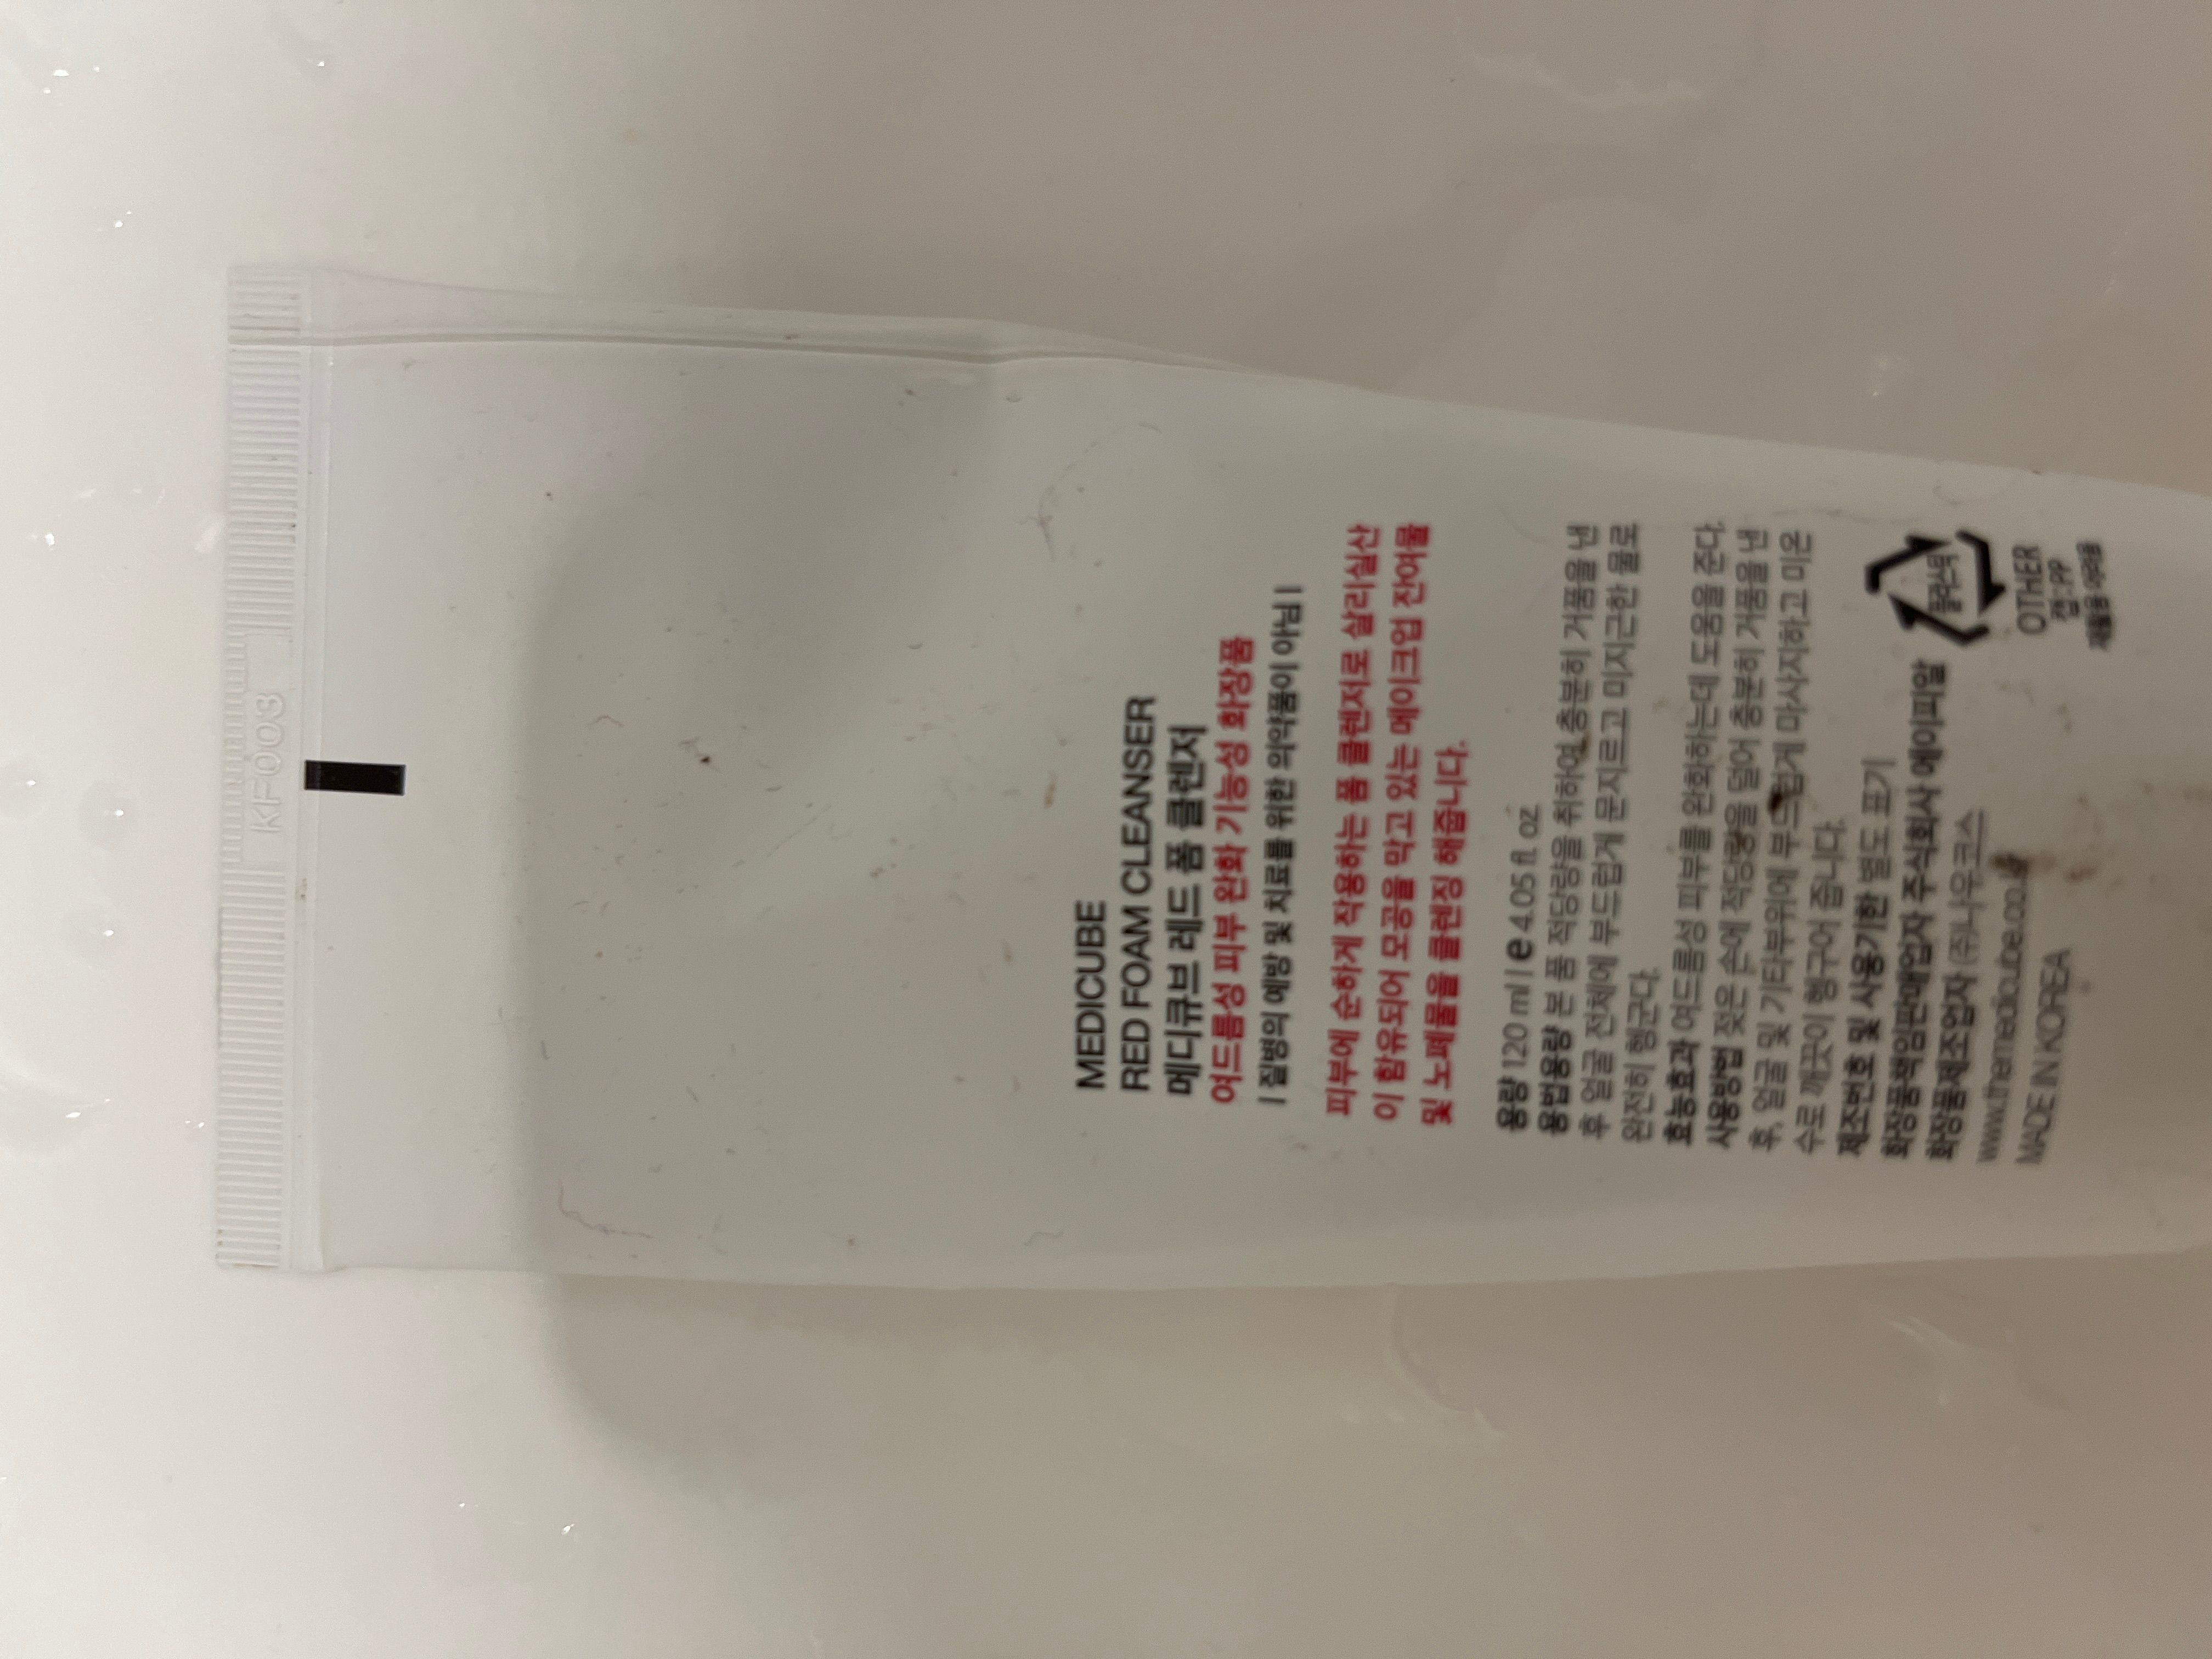 KF003
MEDICUBE
RED FOAM CLEANSER
메디큐브 레드 폼 클렌저
여드름성 피부 완화 기능성 화장품
| 질병의 예방 및 치료를 위한 의약품이 아님 |
피부에 순하게 작용하는 폼 클렌저로 살리실산
이 함유되어 모공을 막고 있는 메이크업 잔여물
및 노폐물을 클렌징 해줍니다.
용량 120 ml | e 4.05 fl. oz.
용법용량 본 품 적당량을 취하여 충분히 거품을 낸
후 얼굴 전체에 부드럽게 문지르고 미지근한 물로
완전히 헹군다.
효능효과 여드름성 피부를 완화하는데 도움을 준다.
사용방법 젖은 손에 적당량을 덜어 충분히 거품을 낸
후, 얼굴 및 기타부위에 부드럽게 마사지하고 미온
수로 깨끗이 헹구어 줍니다.
제조번호 및 사용기한 별도 표기
화장품책임판매업자 주식회사 에이피알
화장품제조업자 (주)나우코스
www.themedicube.co.
MADE IN KOREA
플라스틱
OTHER
캡:PP